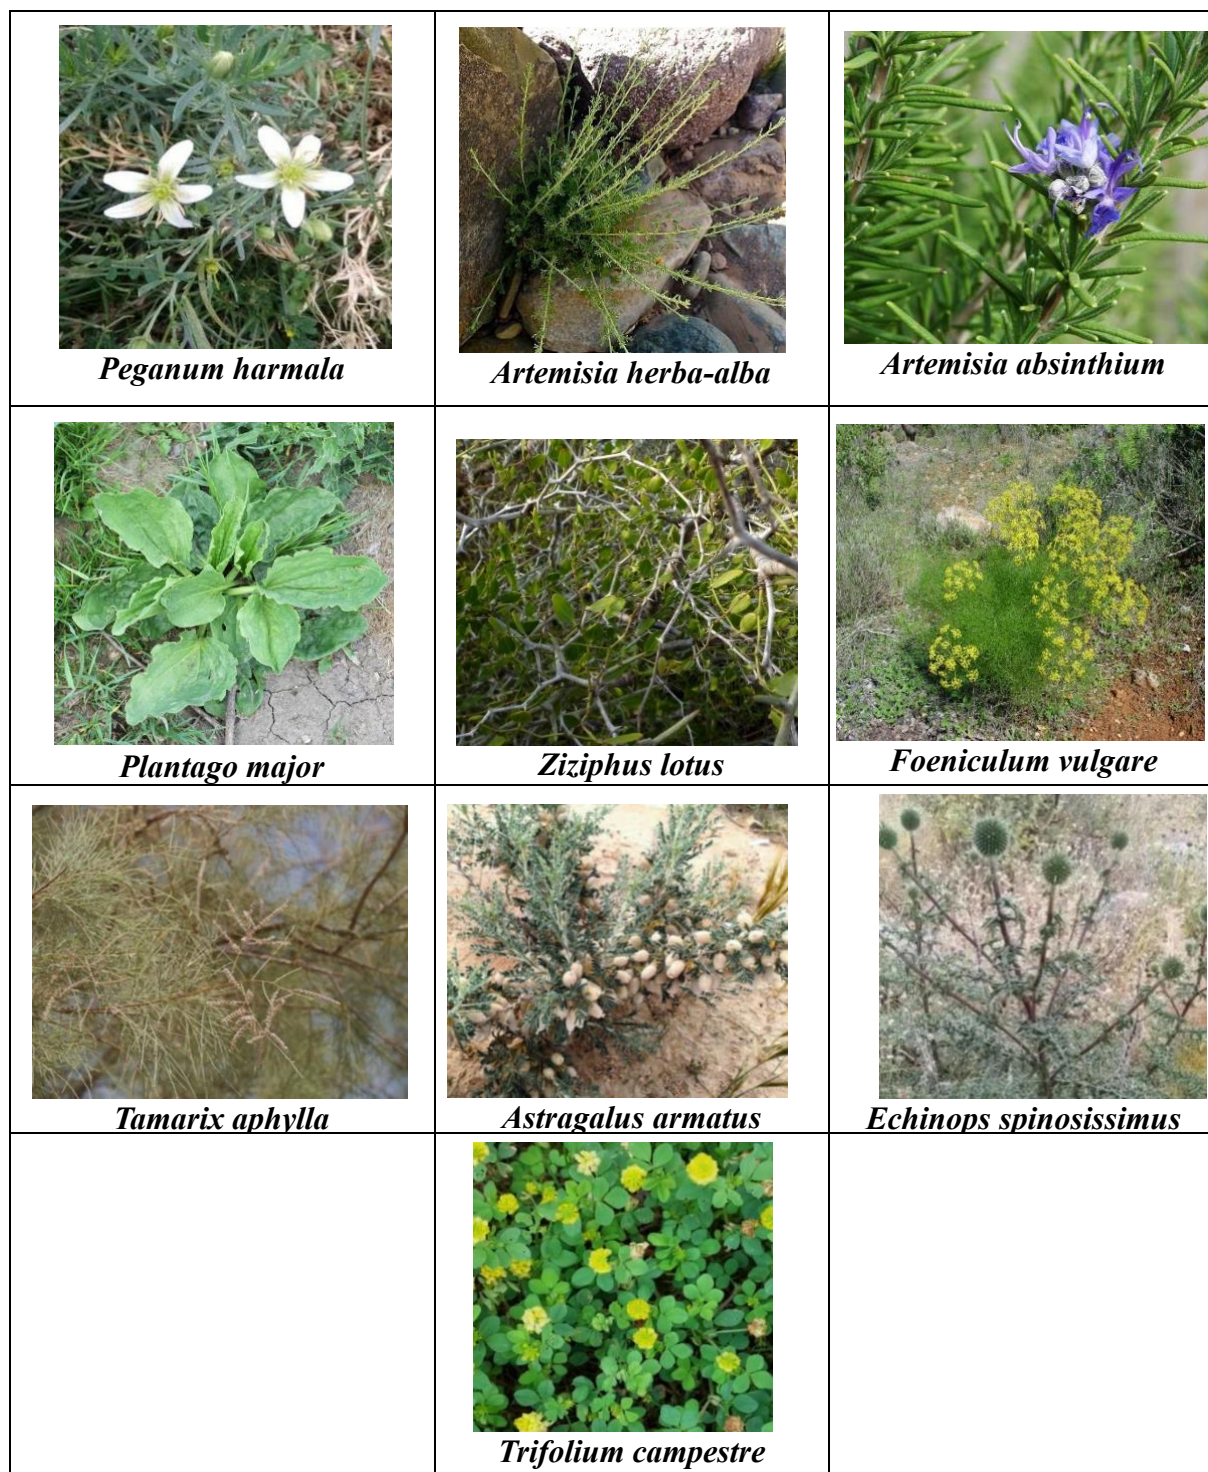 Peganum harmala
Artemisia herba-alba
Artemisia absinthium
Plantago major
Ziziphus lotus
Foeniculum vulgare
Tamarix aphylla
Astragalus armatus
Echinops spinosissimus
Trifolium campestre